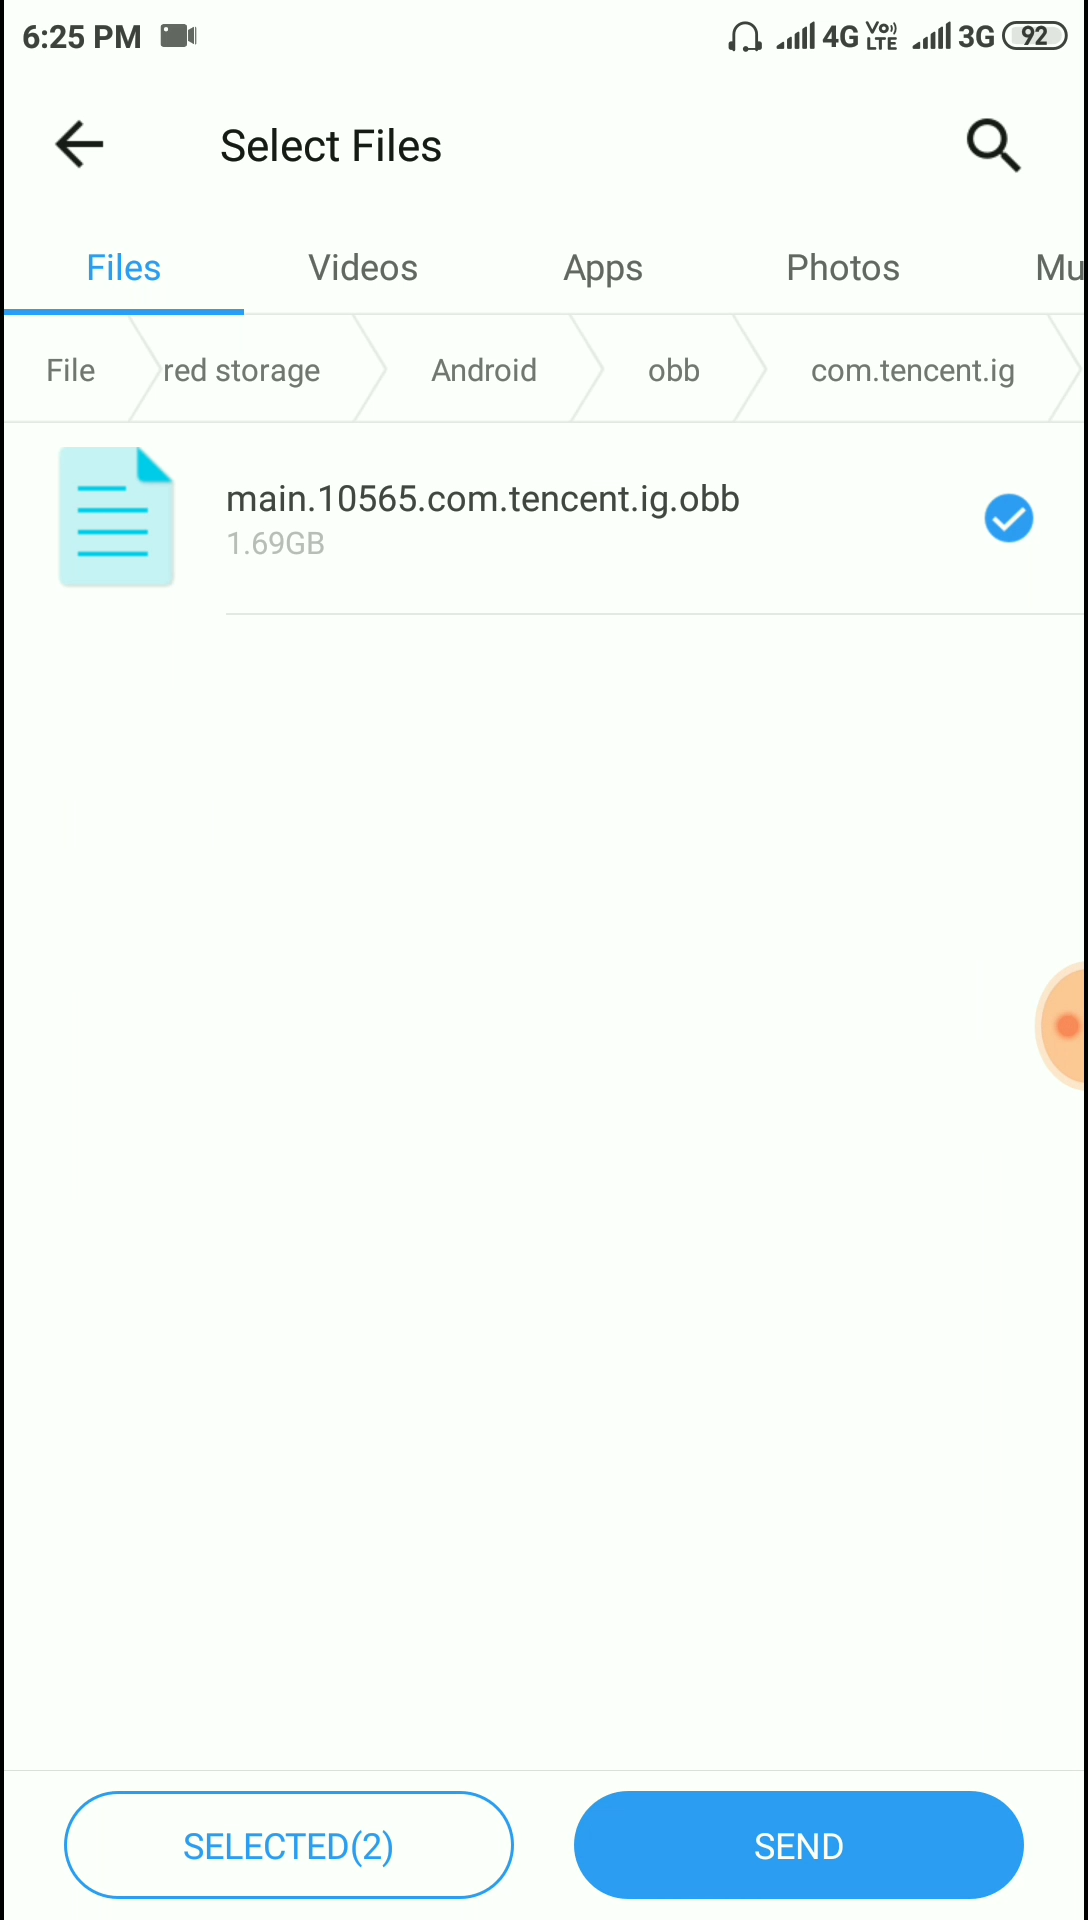 6:25 PM 4G VoLTE 3G 92
Select Files
Files Videos Apps Photos Mu
File red storage Android obb com.tencent.ig
main.10565.com.tencent.ig.obb
1.69GB
SELECTED(2) SEND